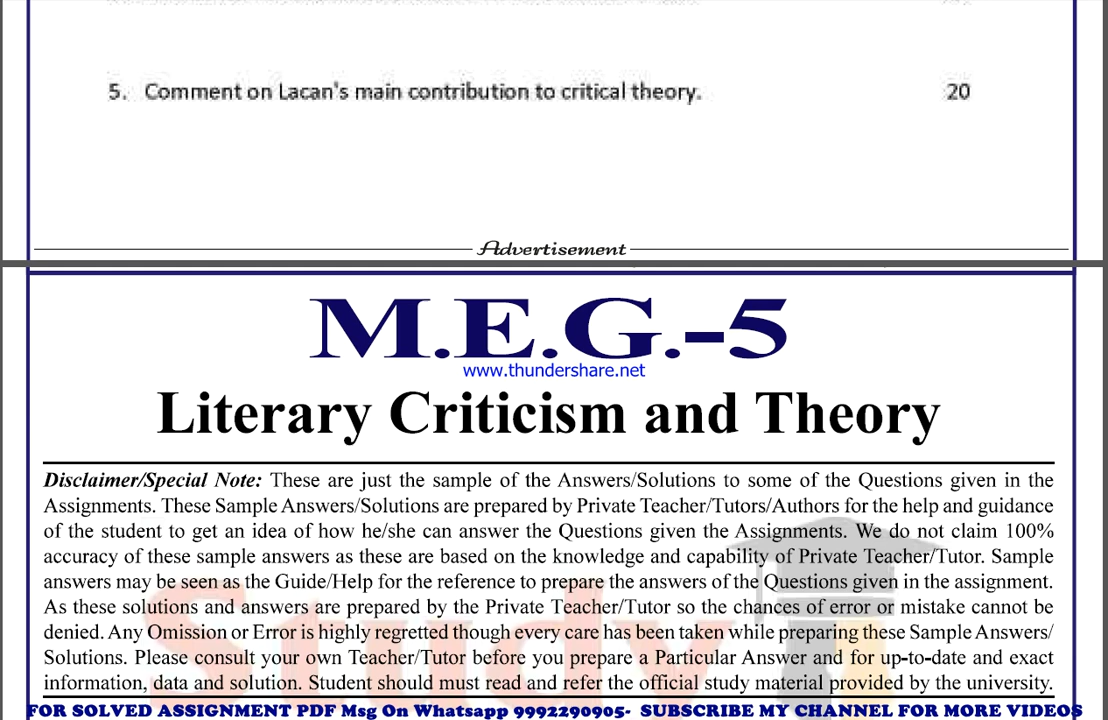 5. Comment on Lacan's main contribution to critical theory. 20
Advertisement
M.E.G.-5
www.thundershare.net
Literary Criticism and Theory
Disclaimer/Special Note: These are just the sample of the Answers/Solutions to some of the Questions given in the
Assignments. These Sample Answers/Solutions are prepared by Private Teacher/Tutors/Authors for the help and guidance
of the student to get an idea of how he/she can answer the Questions given the Assignments. We do not claim 100%
accuracy of these sample answers as these are based on the knowledge and capability of Private Teacher/Tutor. Sample
answers may be seen as the Guide/Help for the reference to prepare the answers of the Questions given in the assignment.
As these solutions and answers are prepared by the Private Teacher/Tutor so the chances of error or mistake cannot be
denied. Any Omission or Error is highly regretted though every care has been taken while preparing these Sample Answers/
Solutions. Please consult your own Teacher/Tutor before you prepare a Particular Answer and for up-to-date and exact
information, data and solution. Student should must read and refer the official study material provided by the university.
Study
FOR SOLVED ASSIGNMENT PDF Msg On Whatsapp 9992290905- SUBSCRIBE MY CHANNEL FOR MORE VIDEOS